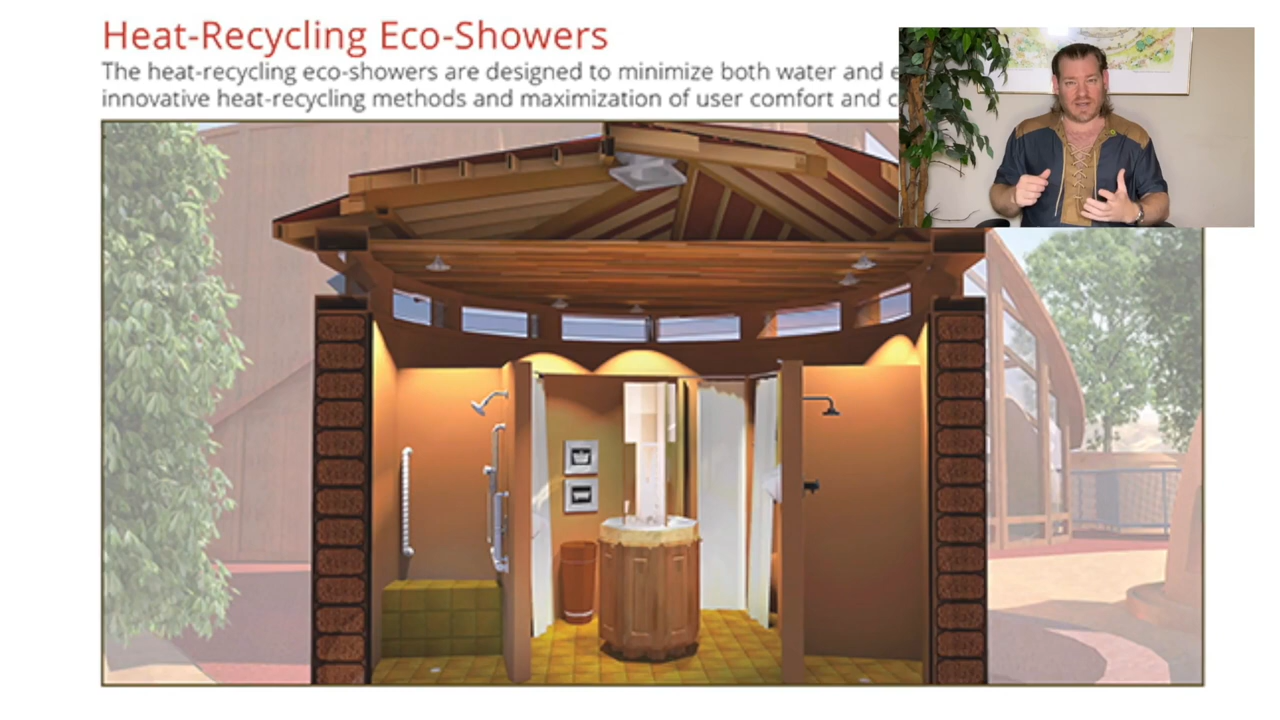 Heat-Recycling Eco-Showers
The heat-recycling eco-showers are designed to minimize both water and
innovative heat-recycling methods and maximization of user comfort and